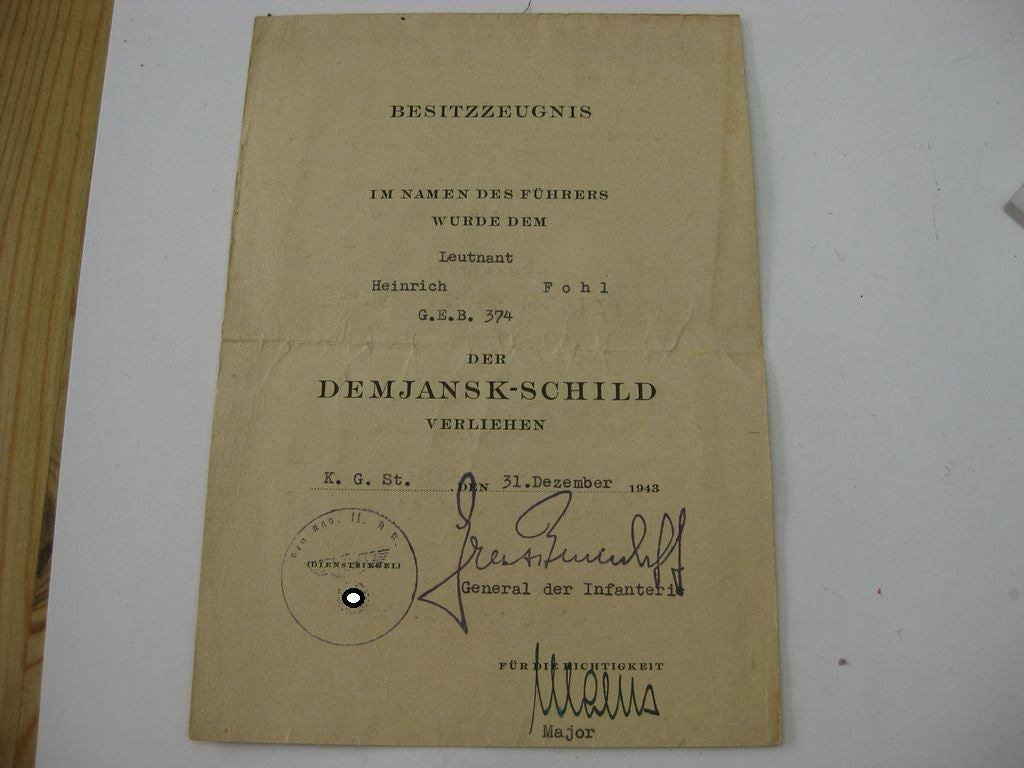 BESITZZEUGNIS
IM NAMEN DES FÜHRERS
WURDE DEM
Leutnant
Heinrich Fohl
G.E.B. 374
DER
DEMJANSK-SCHILD
VERLIEHEN
K. G. St. , DEN 31.Dezember 1943
(DIENSTSIEGEL)
General der Infanterie
FÜR DIE RICHTIGKEIT
Major